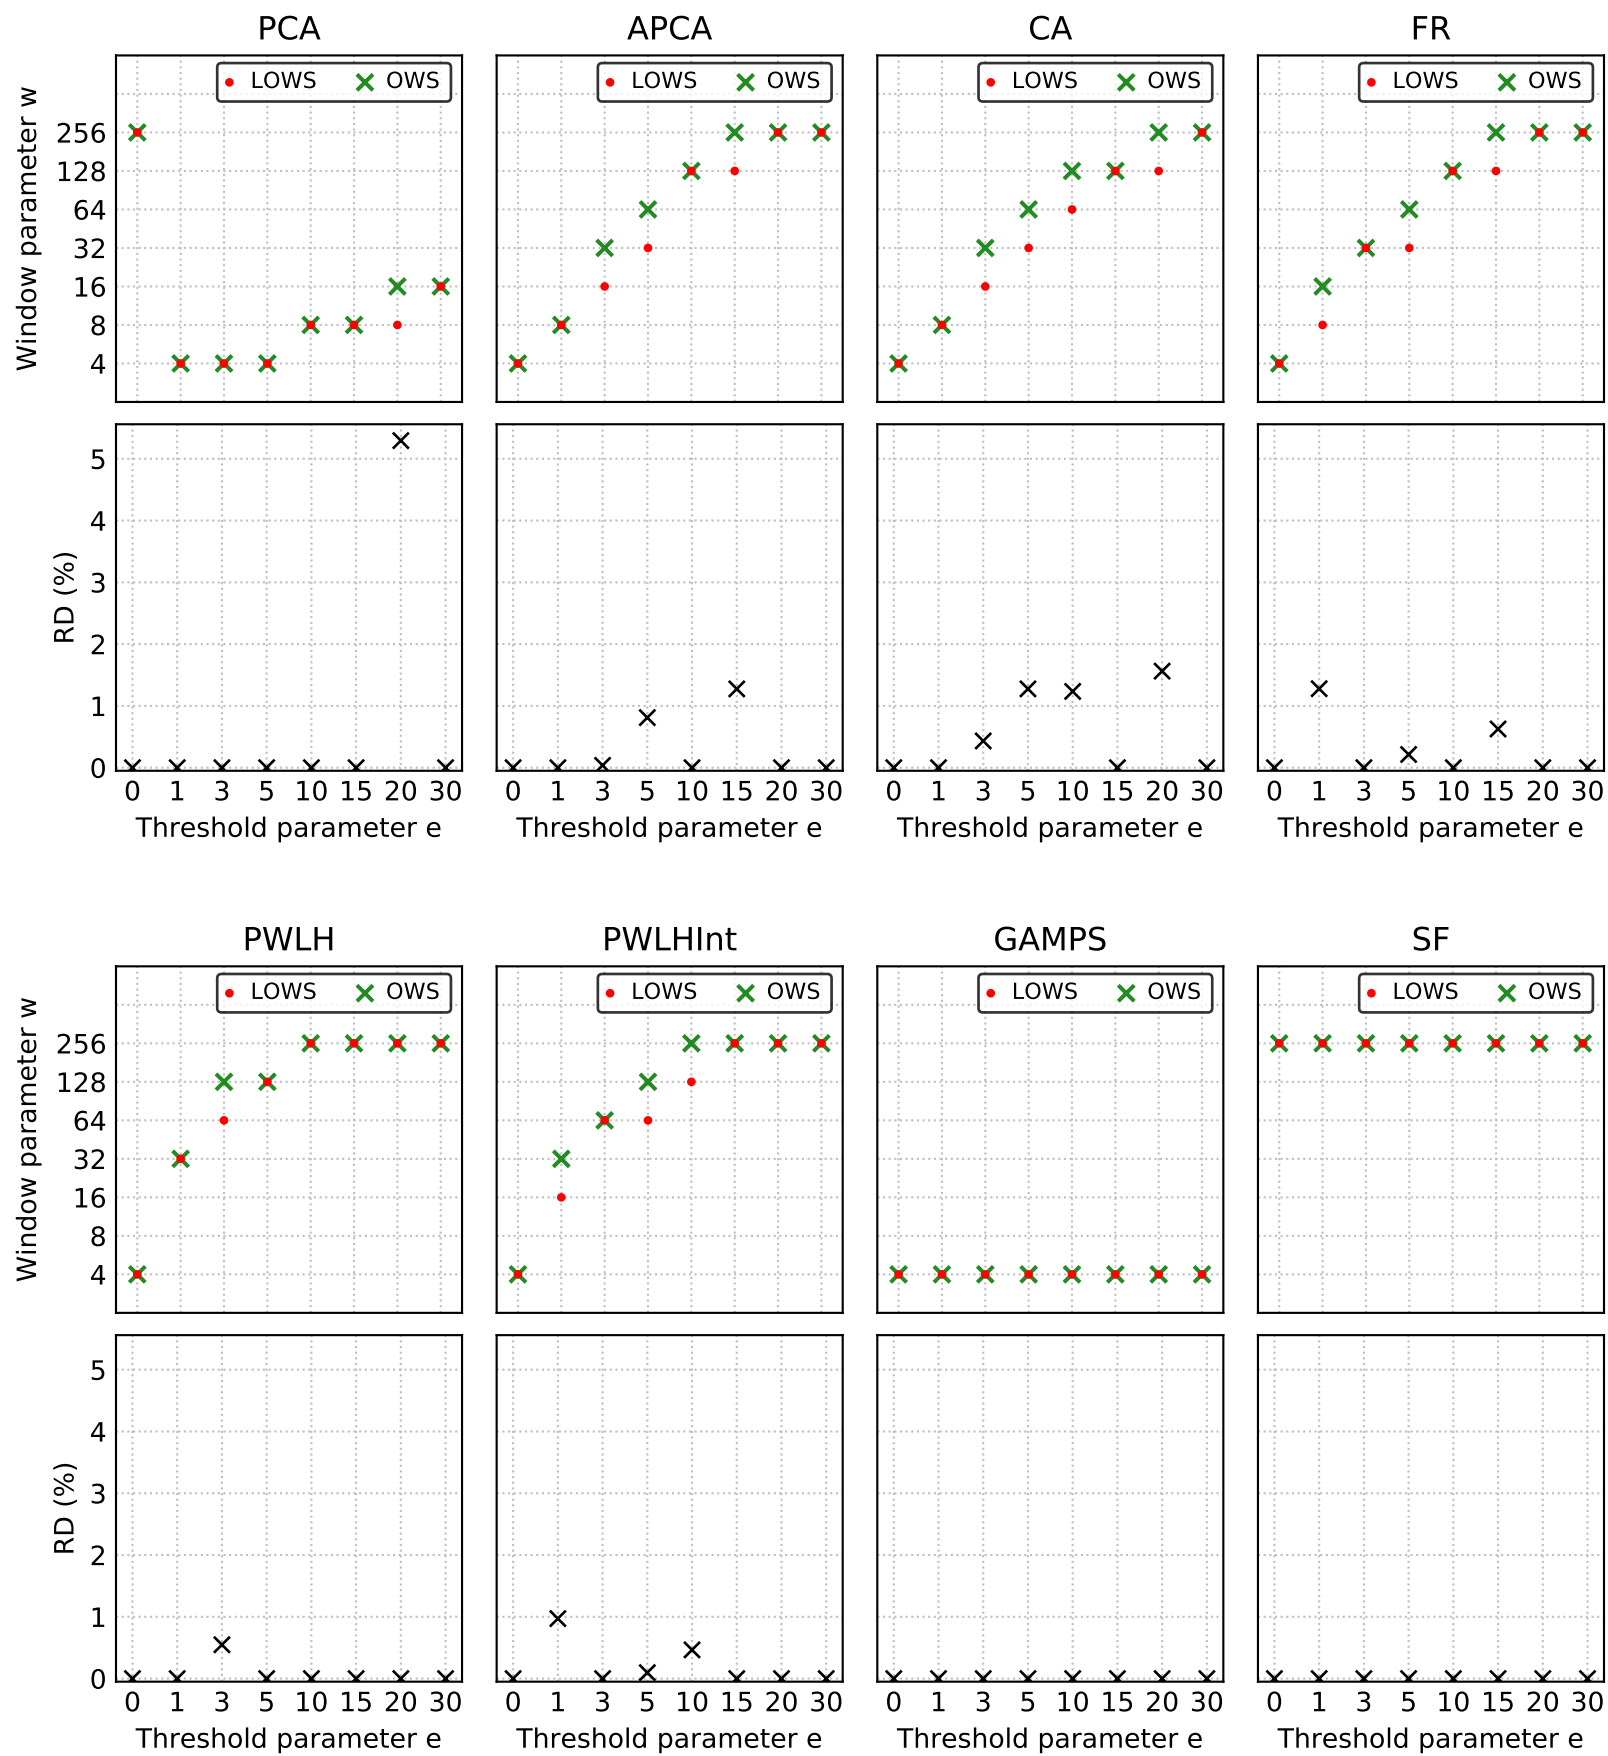 PCA APCA CA FR
LOWS OWS LOWS OWS LOWS OWS LOWS OWS
Window parameter w
256
128
64
32
16
8
4
RD (%)
5
4
3
2
1
0
0 1 3 5 10 15 20 30 0 1 3 5 10 15 20 30 0 1 3 5 10 15 20 30 0 1 3 5 10 15 20 30
Threshold parameter e Threshold parameter e Threshold parameter e Threshold parameter e
PWLH PWLHInt GAMPS SF
LOWS OWS LOWS OWS LOWS OWS LOWS OWS
Window parameter w
256
128
64
32
16
8
4
RD (%)
5
4
3
2
1
0
0 1 3 5 10 15 20 30 0 1 3 5 10 15 20 30 0 1 3 5 10 15 20 30 0 1 3 5 10 15 20 30
Threshold parameter e Threshold parameter e Threshold parameter e Threshold parameter e